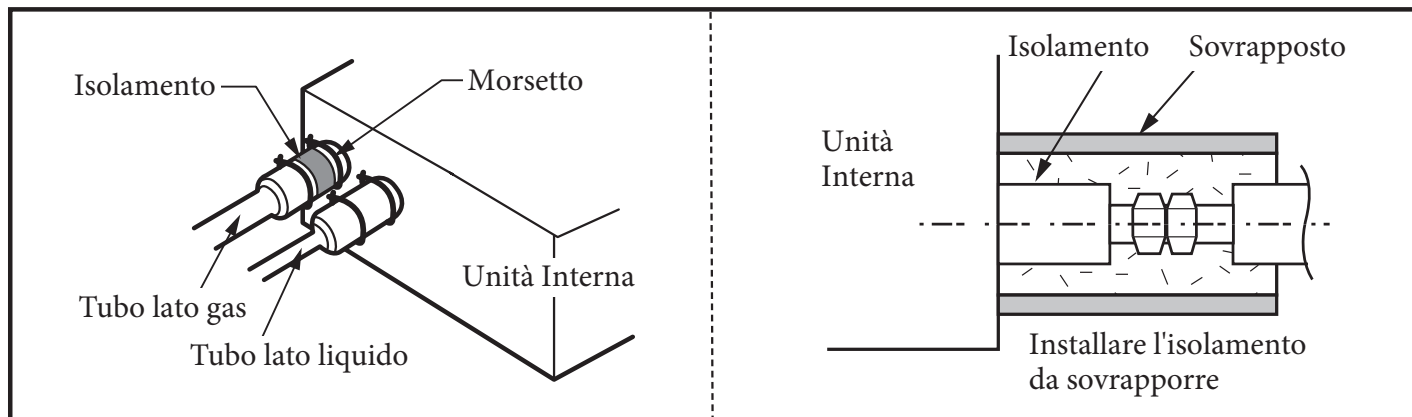 Isolamento
Morsetto
Tubo lato gas
Tubo lato liquido
Unità Interna
Isolamento
Sovrapposto
Unità
Interna
Installare l'isolamento
da sovrapporre